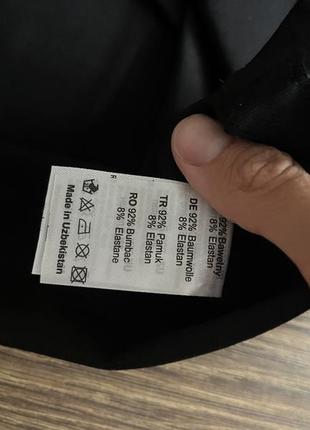 92% Bawełny
8% Elastanu
DE 92% Baumwolle
8% Elastan
TR 92% Pamuk
8% Elastan
RO 92% Bumbac
8% Elastane
R
Made in Uzbekistan